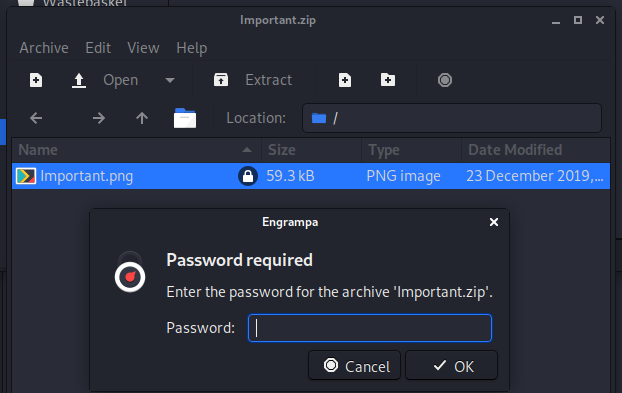 Wastebasket
Important.zip
Archive Edit View Help
Open Extract
Location: /
Name Size Type Date Modified
Important.png 59.3 kB PNG image 23 December 2019,...
Engrampa
Password required
Enter the password for the archive 'Important.zip'.
Password:
Cancel OK